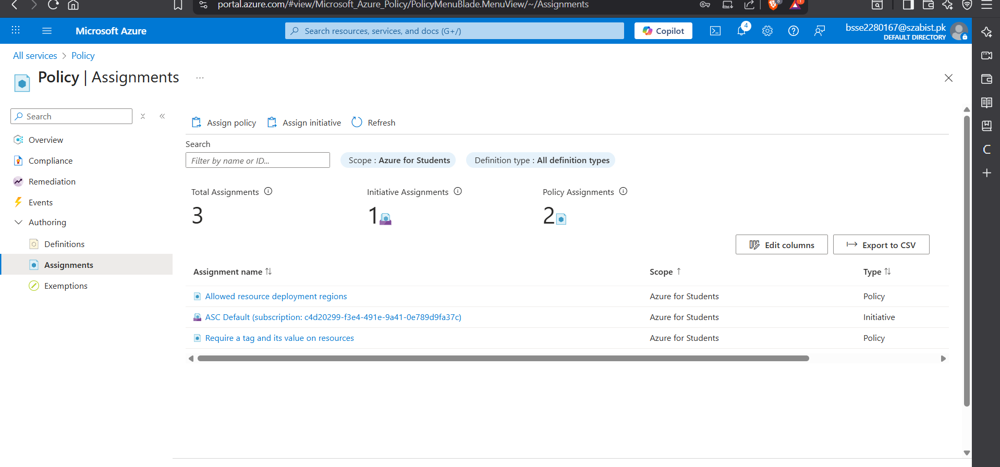 portal.azure.com/#view/Microsoft_Azure_Policy/PolicyMenuBlade.MenuView/~/Assignments
8
1
Microsoft Azure
Search resources, services, and docs (G+/)
Copilot
4
bsse2280167@szabist.pk
DEFAULT DIRECTORY
All services > Policy
Policy | Assignments ...
Search
Overview
Compliance
Remediation
Events
Authoring
Definitions
Assignments
Exemptions
Assign policy
Assign initiative
Refresh
Search
Filter by name or ID...
Scope : Azure for Students
Definition type : All definition types
Total Assignments
3
Initiative Assignments
1
Policy Assignments
2
Edit columns
Export to CSV
Assignment name Scope Type
Allowed resource deployment regions Azure for Students Policy
ASC Default (subscription: c4d20299-f3e4-491e-9a41-0e789d9fa37c) Azure for Students Initiative
Require a tag and its value on resources Azure for Students Policy